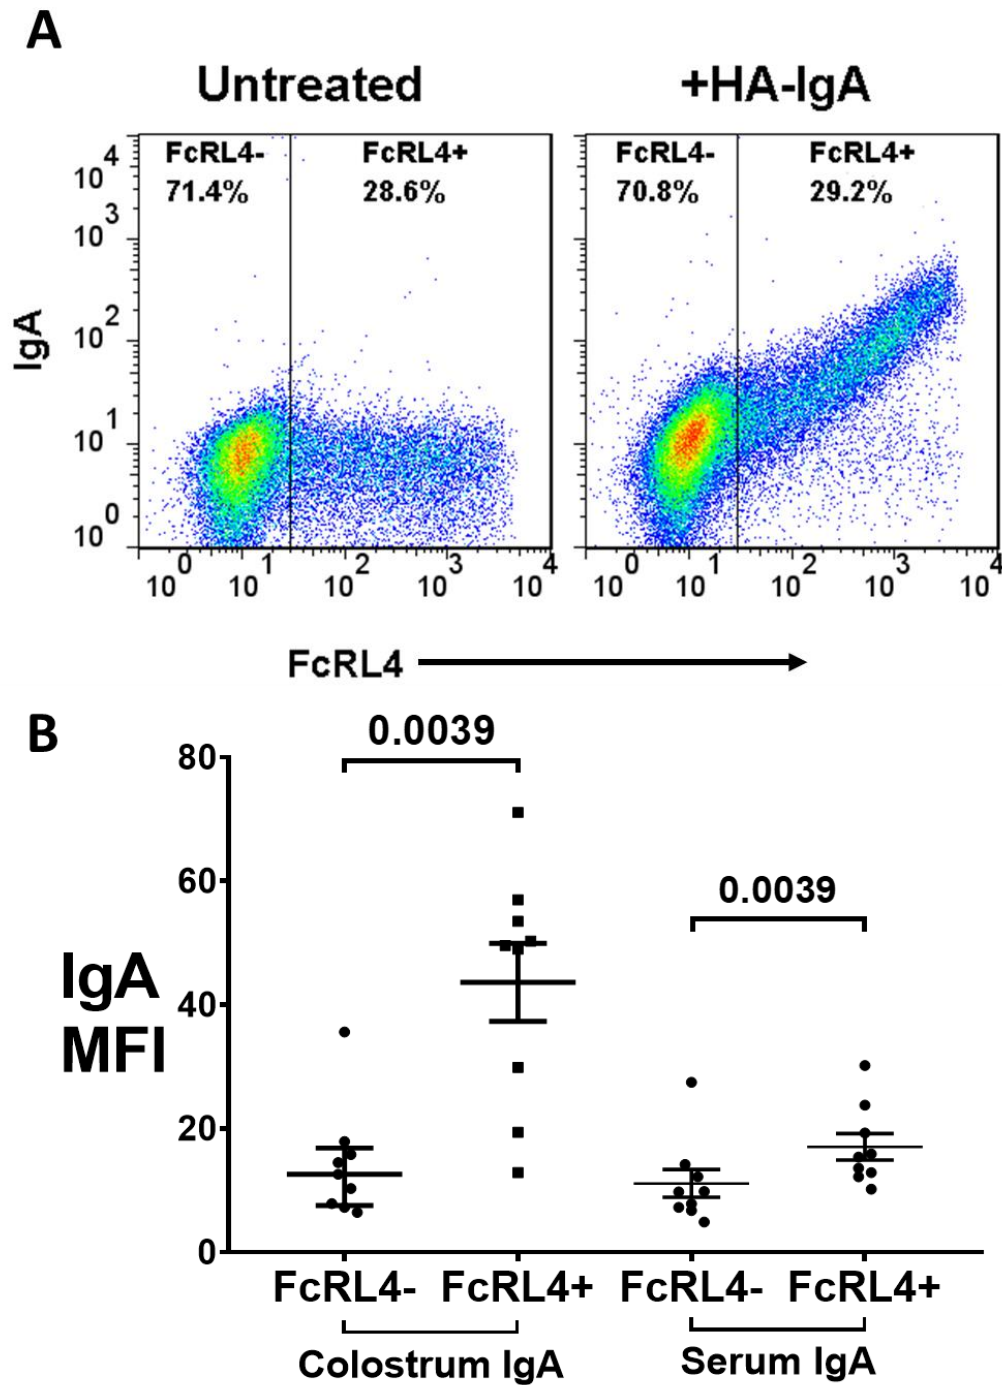 A
Untreated
+HA-IgA
FcRL4-
71.4%
FcRL4+
28.6%
FcRL4-
70.8%
FcRL4+
29.2%
IgA
10^4
10^3
10^2
10^1
10^0
10^0
10^1
10^2
10^3
10^4
10^0
10^1
10^2
10^3
10^4
FcRL4
B
0.0039
0.0039
IgA
MFI
80
60
40
20
0
FcRL4- FcRL4+ FcRL4- FcRL4+
Colostrum IgA
Serum IgA